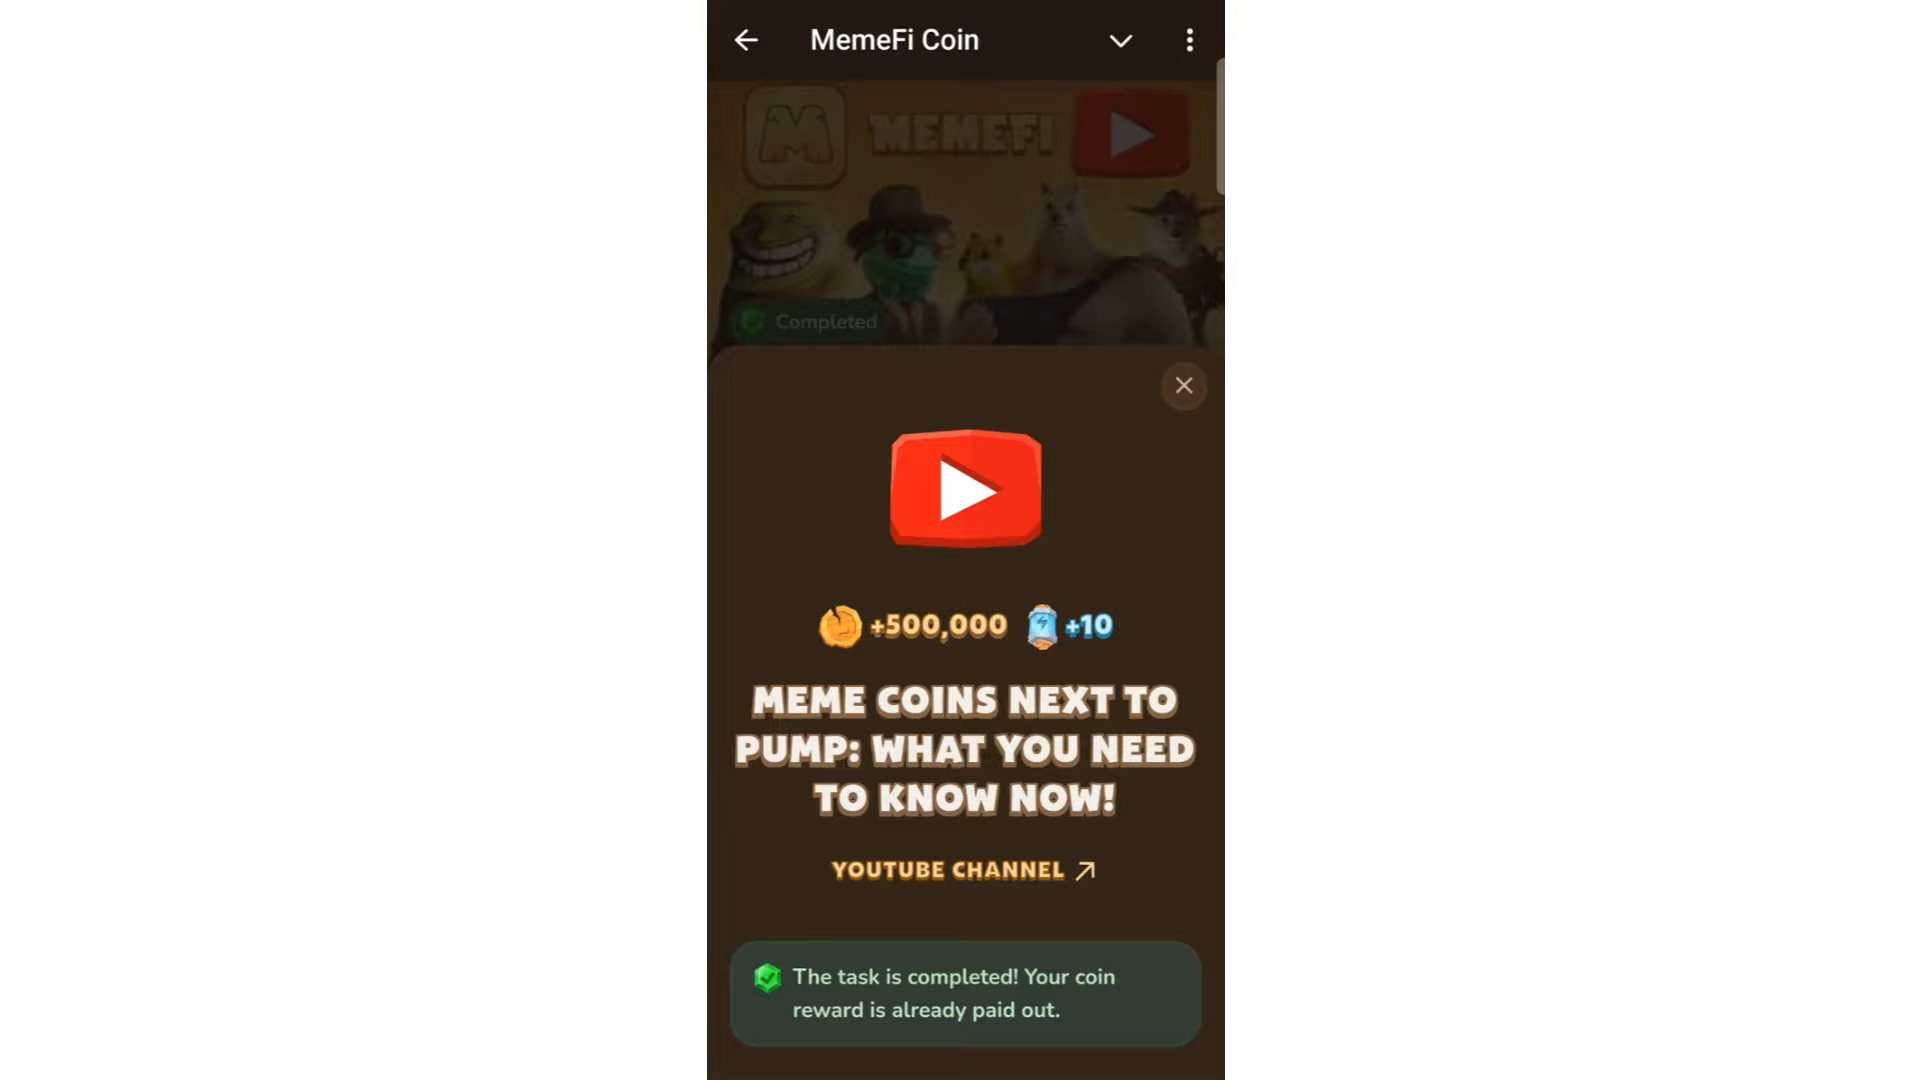 MemeFi Coin
M MEMEFI
Completed
+500,000 +10
MEME COINS NEXT TO
PUMP: WHAT YOU NEED
TO KNOW NOW!
YOUTUBE CHANNEL
The task is completed! Your coin
reward is already paid out.